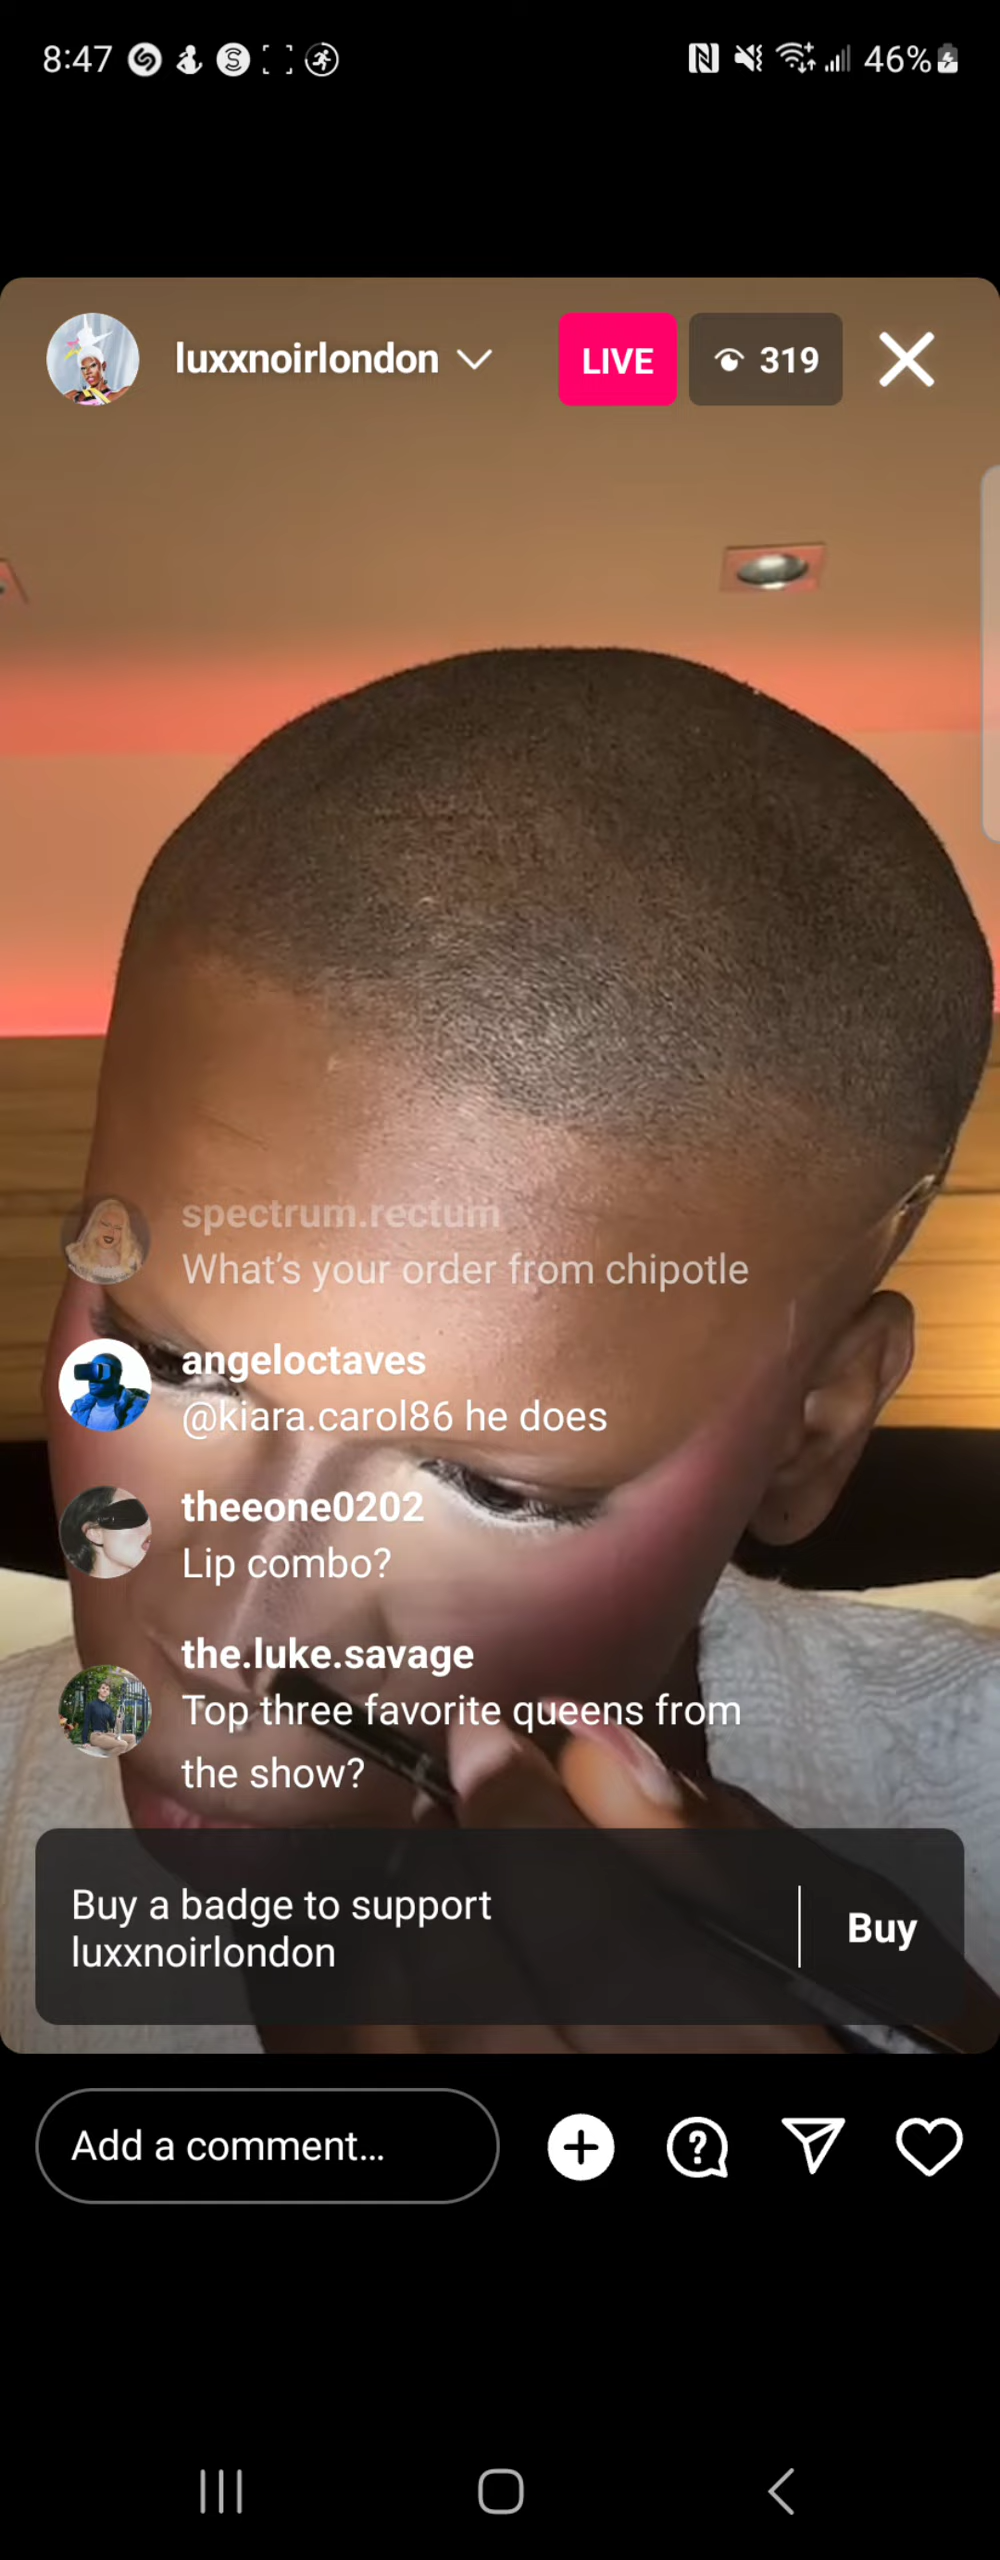 8:47
46%
luxxnoirlondon
LIVE
319
spectrum.rectum
What's your order from chipotle
angeloctaves
@kiara.carol86 he does
theeone0202
Lip combo?
the.luke.savage
Top three favorite queens from
the show?
Buy a badge to support
luxxnoirlondon
Buy
Add a comment...